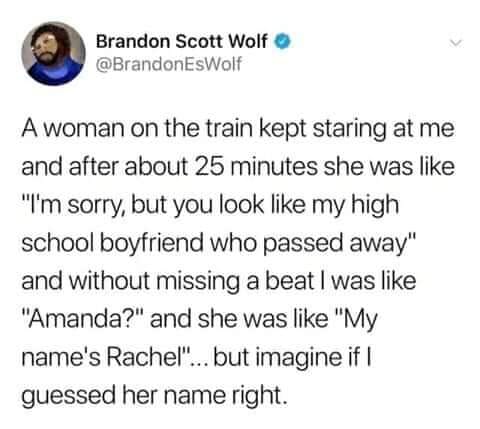 Brandon Scott Wolf
@BrandonEsWolf
A woman on the train kept staring at me
and after about 25 minutes she was like
"I'm sorry, but you look like my high
school boyfriend who passed away"
and without missing a beat I was like
"Amanda?" and she was like "My
name's Rachel"... but imagine if I
guessed her name right.